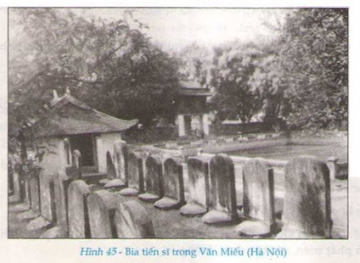 Hình 45 - Bia tiến sĩ trong Văn Miếu (Hà Nội)